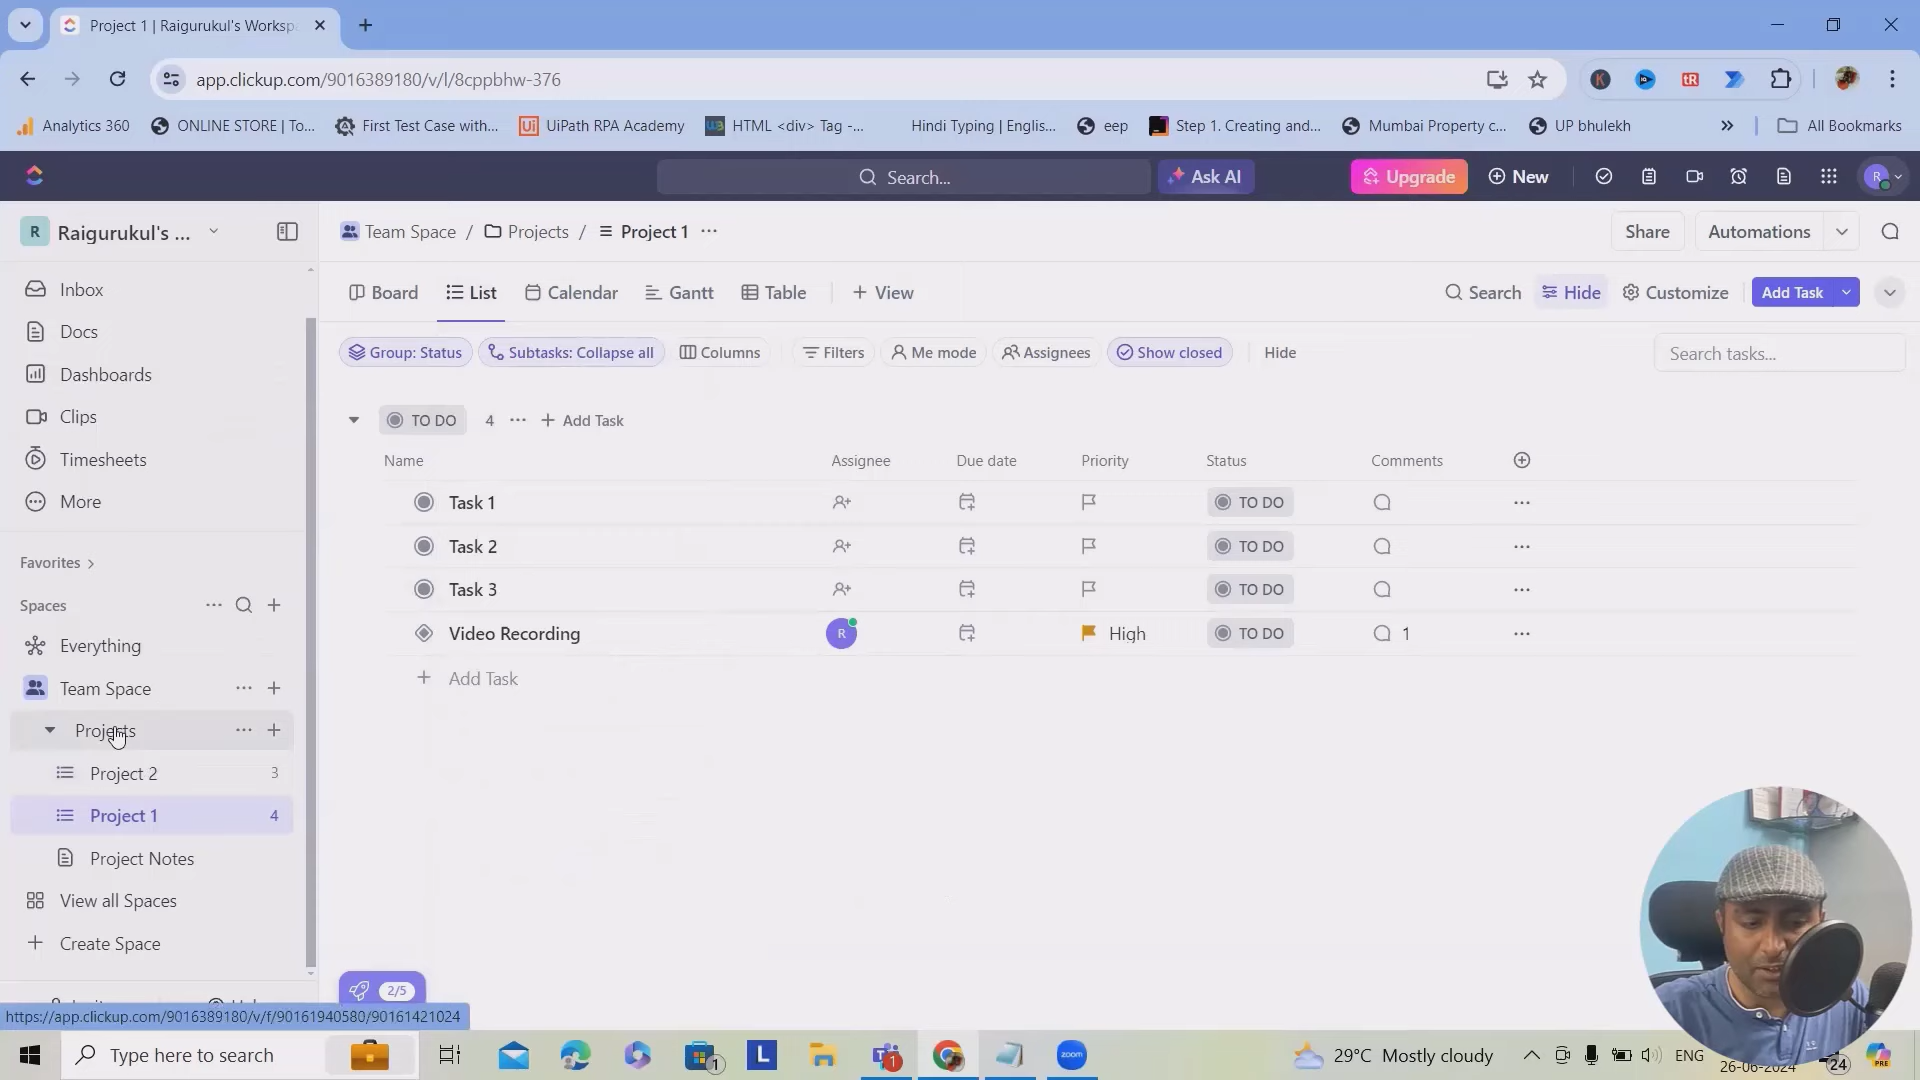 Project 1 | Raigurukul's Worksp
app.clickup.com/9016389180/v/l/8cppbhw-376
Analytics 360
ONLINE STORE | To...
First Test Case with...
UiPath RPA Academy
HTML <div> Tag -...
Hindi Typing | Englis...
eep
Step 1. Creating and...
Mumbai Property c...
UP bhulekh
All Bookmarks
Search...
Ask AI
Upgrade
New
R
R
Raigurukul's ...
Team Space / Projects / Project 1
Share
Automations
Inbox
Docs
Dashboards
Clips
Timesheets
More
Favorites
Spaces
Everything
Team Space
Projects
Project 2 3
Project 1 4
Project Notes
View all Spaces
Create Space
Board
List
Calendar
Gantt
Table
+ View
Search
Hide
Customize
Add Task
Group: Status
Subtasks: Collapse all
Columns
Filters
Me mode
Assignees
Show closed
Hide
Search tasks...
TO DO 4 ... + Add Task
Name Assignee Due date Priority Status Comments
Task 1 TO DO
Task 2 TO DO
Task 3 TO DO
Video Recording R High TO DO 1
+ Add Task
2/5
https://app.clickup.com/9016389180/v/f/90161940580/90161421024
Type here to search
1
L
1
zoom
29°C Mostly cloudy
ENG
26-06-2024
24
PRE